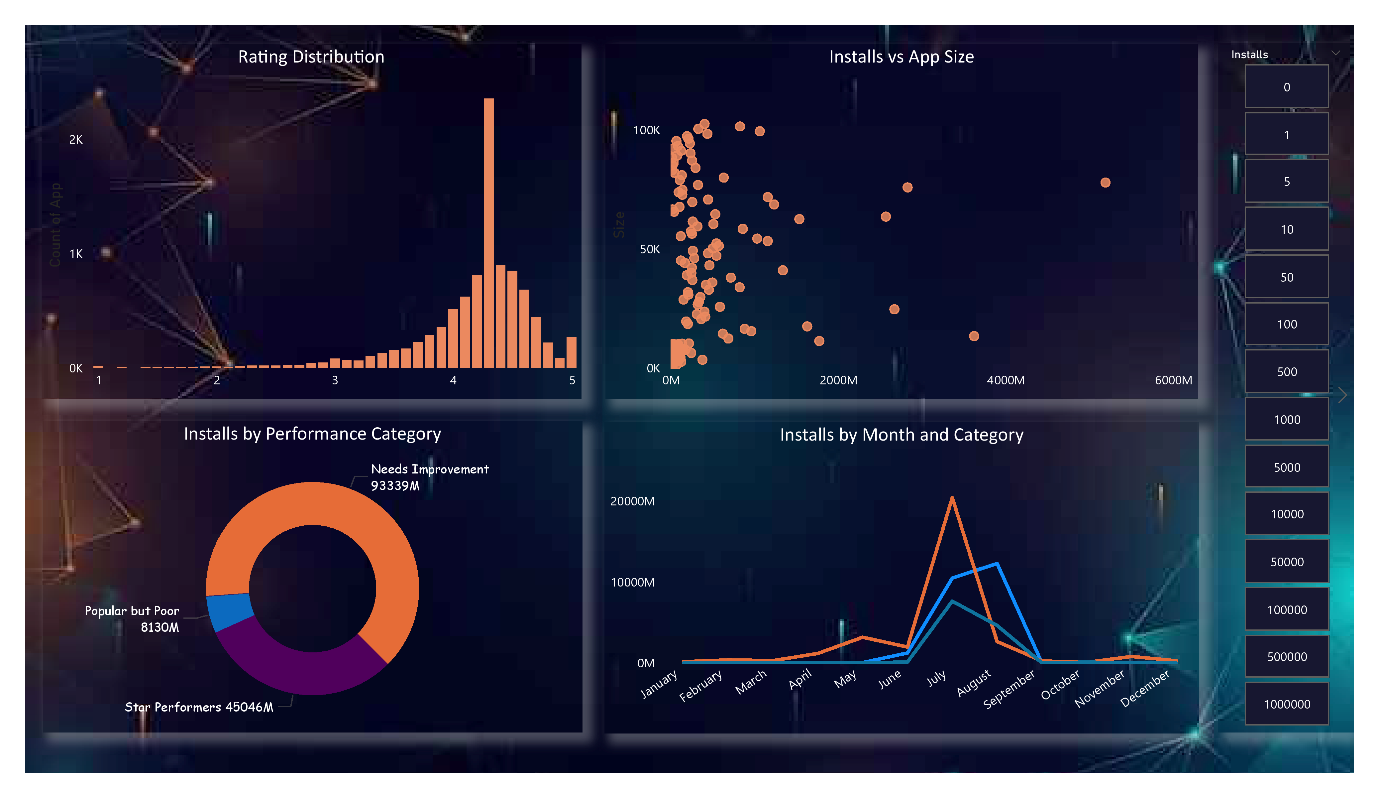 Rating Distribution
Count of App
2K
1K
0K
1 2 3 4 5
Installs vs App Size
Size
100K
50K
0K
0M 2000M 4000M 6000M
Installs
0
1
5
10
50
100
500
1000
5000
10000
50000
100000
500000
1000000
Installs by Performance Category
Needs Improvement
93339M
Popular but Poor
8130M
Star Performers 45046M
Installs by Month and Category
20000M
10000M
0M
January February March April May June July August September October November December